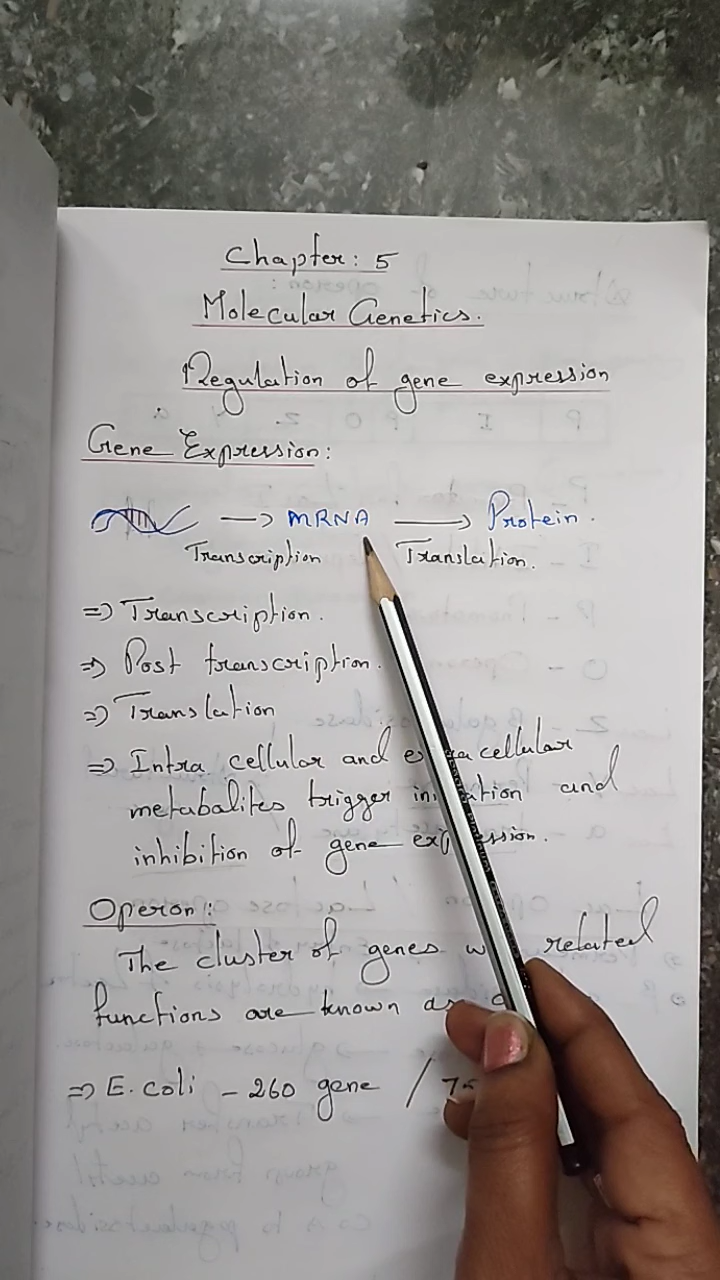 Chapter: 5
Molecular Genetics.
Regulation of gene expression
Gene Expression:
→ mRNA → Protein.
Transcription Translation.
⇒ Transcription.
⇒ Post transcription.
⇒ Translation
⇒ Intra cellular and
metabalites trigger and
inhibition of gene
Operon:
The cluster of genes related
functions are known as
⇒ E. coli - 260 gene /